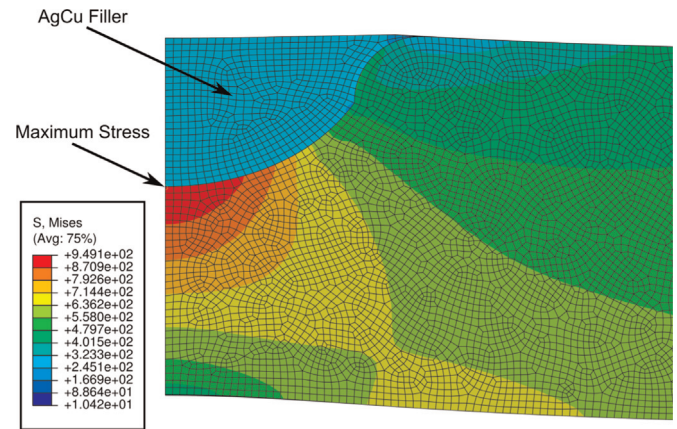 AgCu Filler
Maximum Stress
S, Mises
(Avg: 75%)
+9.491e+02
+8.709e+02
+7.926e+02
+7.144e+02
+6.362e+02
+5.580e+02
+4.797e+02
+4.015e+02
+3.233e+02
+2.451e+02
+1.669e+02
+8.864e+01
+1.042e+01